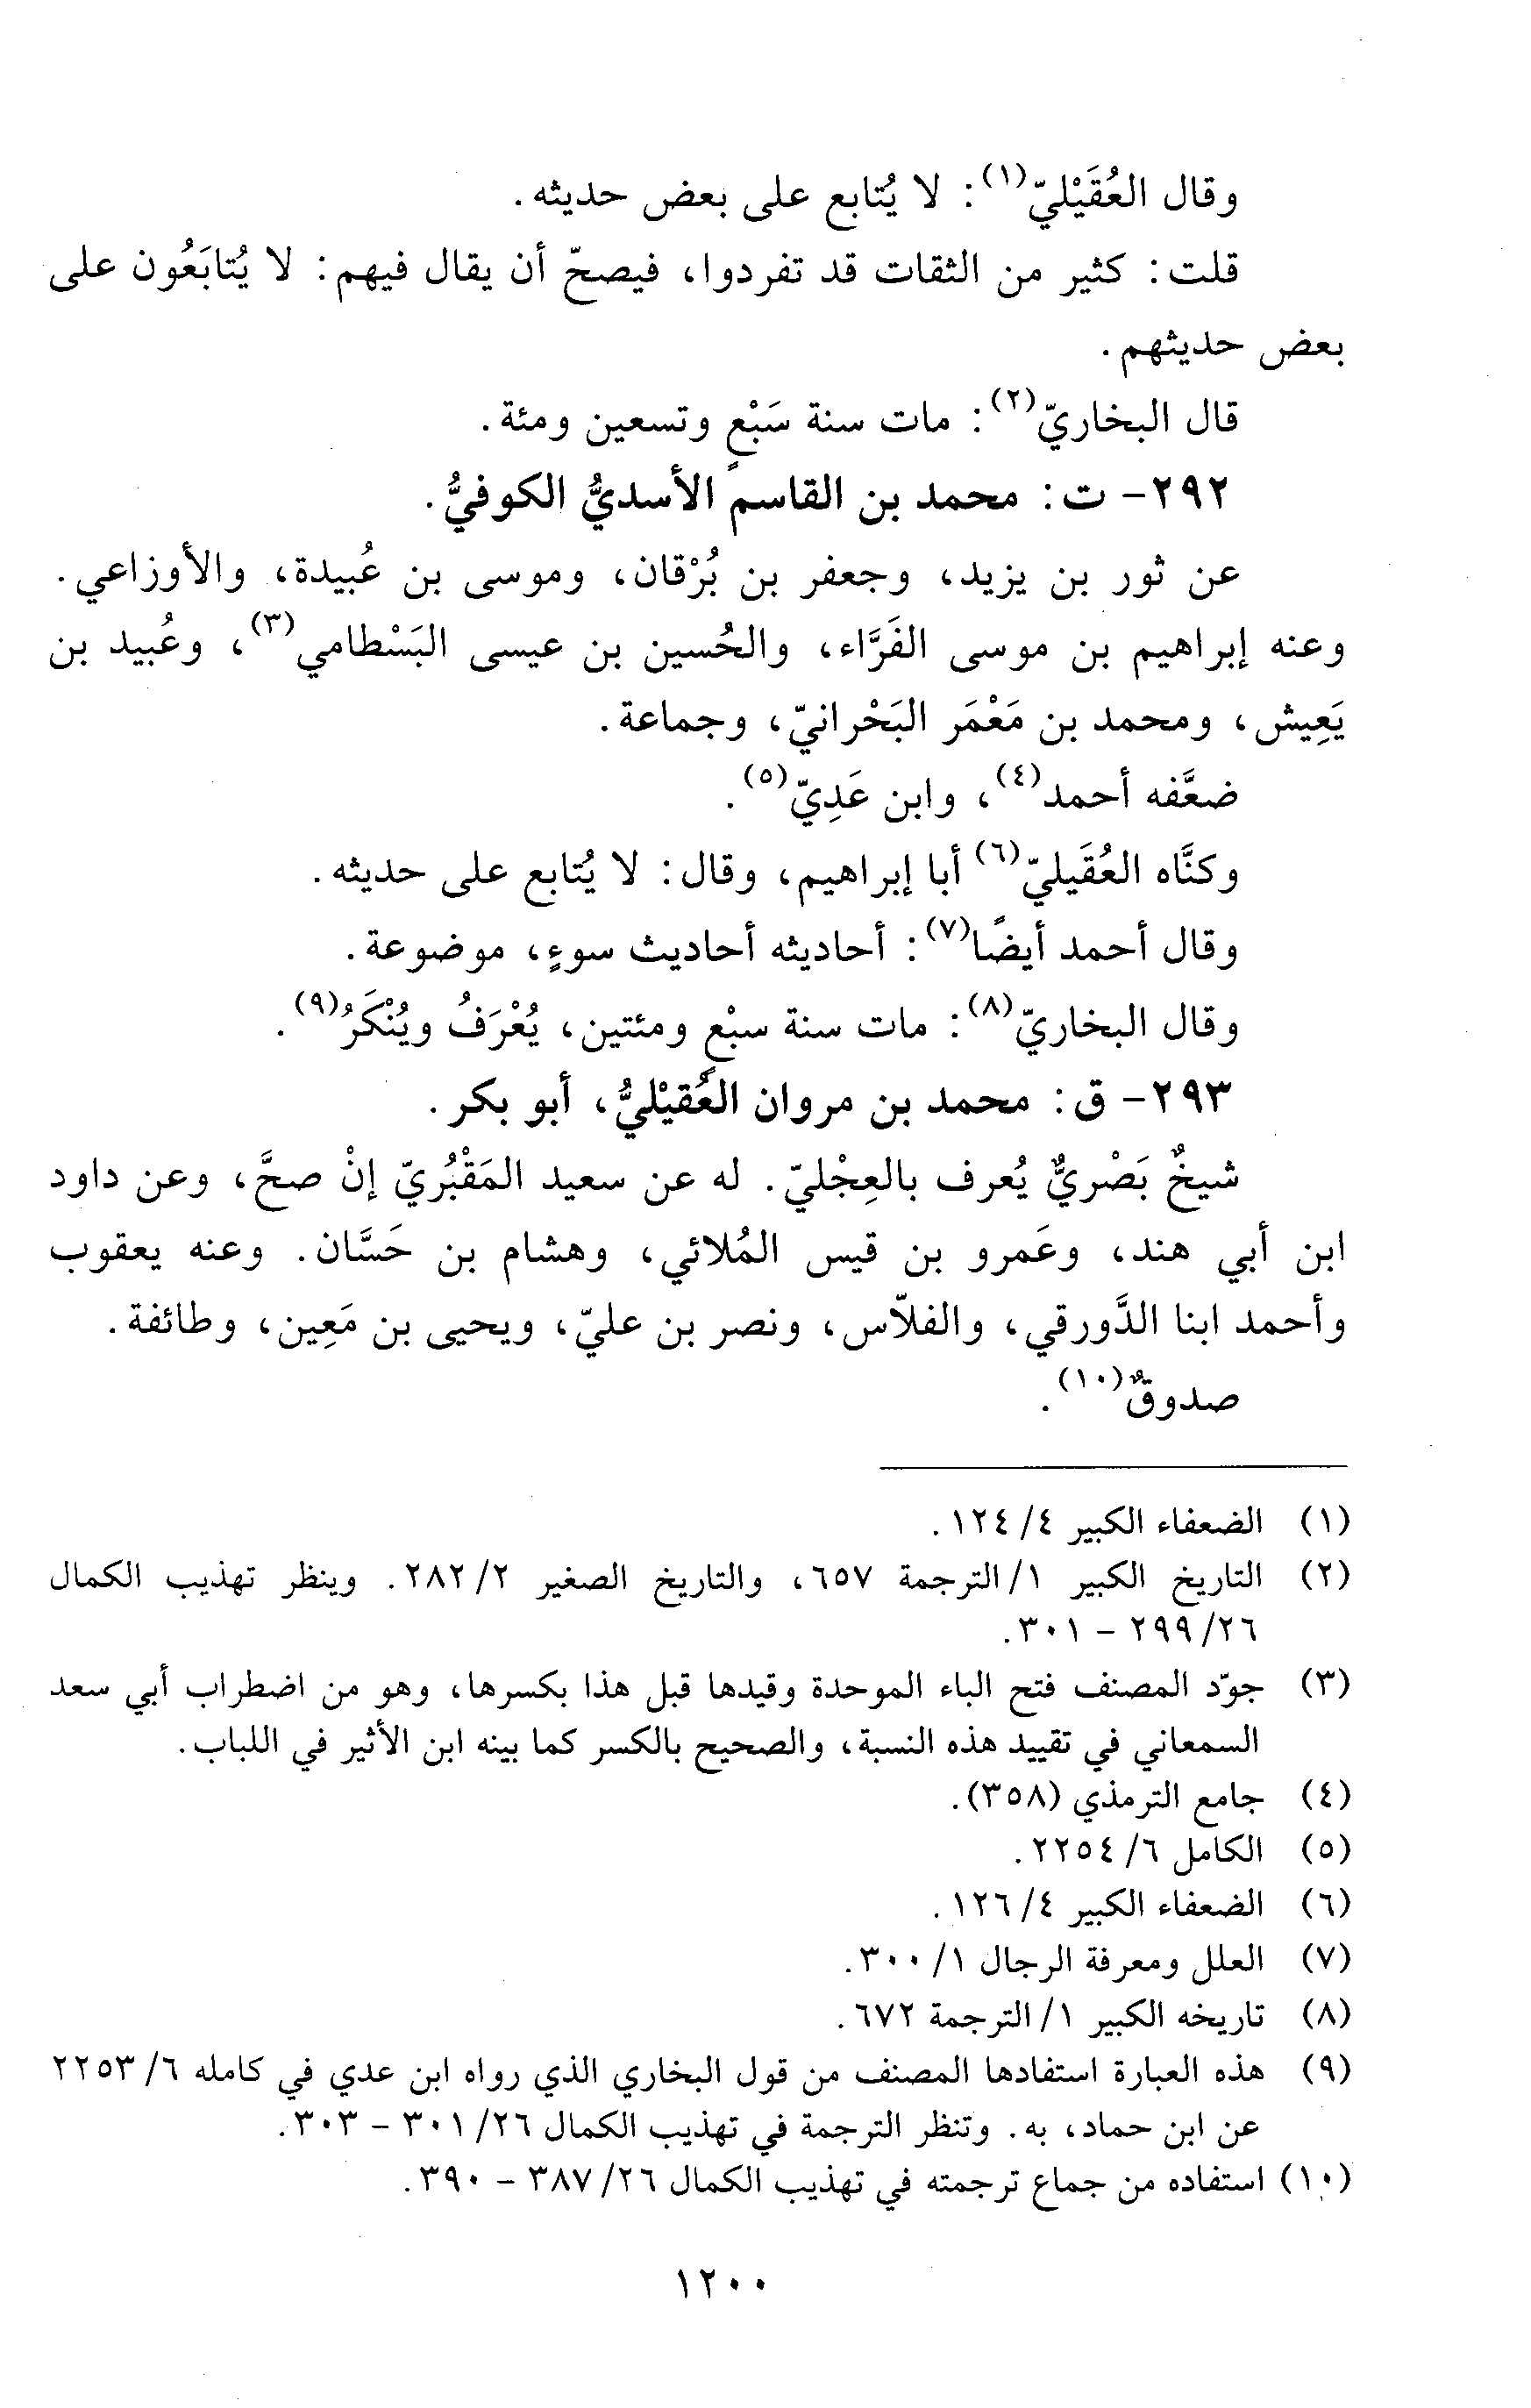 وقال العُقَيْليّ(١): لا يُتابع على بعض حديثه.
قلت: كثير من الثقات قد تفردوا، فيصحّ أن يقال فيهم: لا يُتابَعُون على
بعض حديثهم.
قال البخاريّ(٢): مات سنة سَبْعٍ وتسعين ومئة.
٢٩٢- ت: محمد بن القاسم الأسديُّ الكوفيُّ.
عن ثور بن يزيد، وجعفر بن بُرْقان، وموسى بن عُبيدة، والأوزاعي.
وعنه إبراهيم بن موسى الفَرَّاء، والحُسين بن عيسى البَسْطامي(٣)، وعُبيد بن
يَعِيش، ومحمد بن مَعْمَر البَحْرانيّ، وجماعة.
ضعَّفه أحمد(٤)، وابن عَدِيّ(٥).
وكنَّاه العُقَيليّ(٦) أبا إبراهيم، وقال: لا يُتابع على حديثه.
وقال أحمد أيضًا(٧): أحاديثه أحاديث سوءٍ، موضوعة.
وقال البخاريّ(٨): مات سنة سبْعٍ ومئتين، يُعْرَفُ ويُنْكَرُ(٩).
٢٩٣- ق: محمد بن مروان العُقيْليُّ، أبو بكر.
شيخٌ بَصْريٌّ يُعرف بالعِجْليّ. له عن سعيد المَقْبُريّ إنْ صحَّ، وعن داود
ابن أبي هند، وعَمرو بن قيس المُلائي، وهشام بن حَسَّان. وعنه يعقوب
وأحمد ابنا الدَّورقي، والفلاّس، ونصر بن عليّ، ويحيى بن مَعِين، وطائفة.
صدوقٌ(١٠).
(١) الضعفاء الكبير ٤/ ١٢٤.
(٢) التاريخ الكبير ١/ الترجمة ٦٥٧، والتاريخ الصغير ٢/ ٢٨٢. وينظر تهذيب الكمال
٢٦/ ٢٩٩ - ٣٠١.
(٣) جوّد المصنف فتح الباء الموحدة وقيدها قبل هذا بكسرها، وهو من اضطراب أبي سعد
السمعاني في تقييد هذه النسبة، والصحيح بالكسر كما بينه ابن الأثير في اللباب.
(٤) جامع الترمذي (٣٥٨).
(٥) الكامل ٦/ ٢٢٥٤.
(٦) الضعفاء الكبير ٤/ ١٢٦.
(٧) العلل ومعرفة الرجال ١/ ٣٠٠.
(٨) تاريخه الكبير ١/ الترجمة ٦٧٢.
(٩) هذه العبارة استفادها المصنف من قول البخاري الذي رواه ابن عدي في كامله ٦/ ٢٢٥٣
عن ابن حماد، به. وتنظر الترجمة في تهذيب الكمال ٢٦/ ٣٠١ - ٣٠٣.
(١٠) استفاده من جماع ترجمته في تهذيب الكمال ٢٦/ ٣٨٧ - ٣٩٠.
١٢٠٠